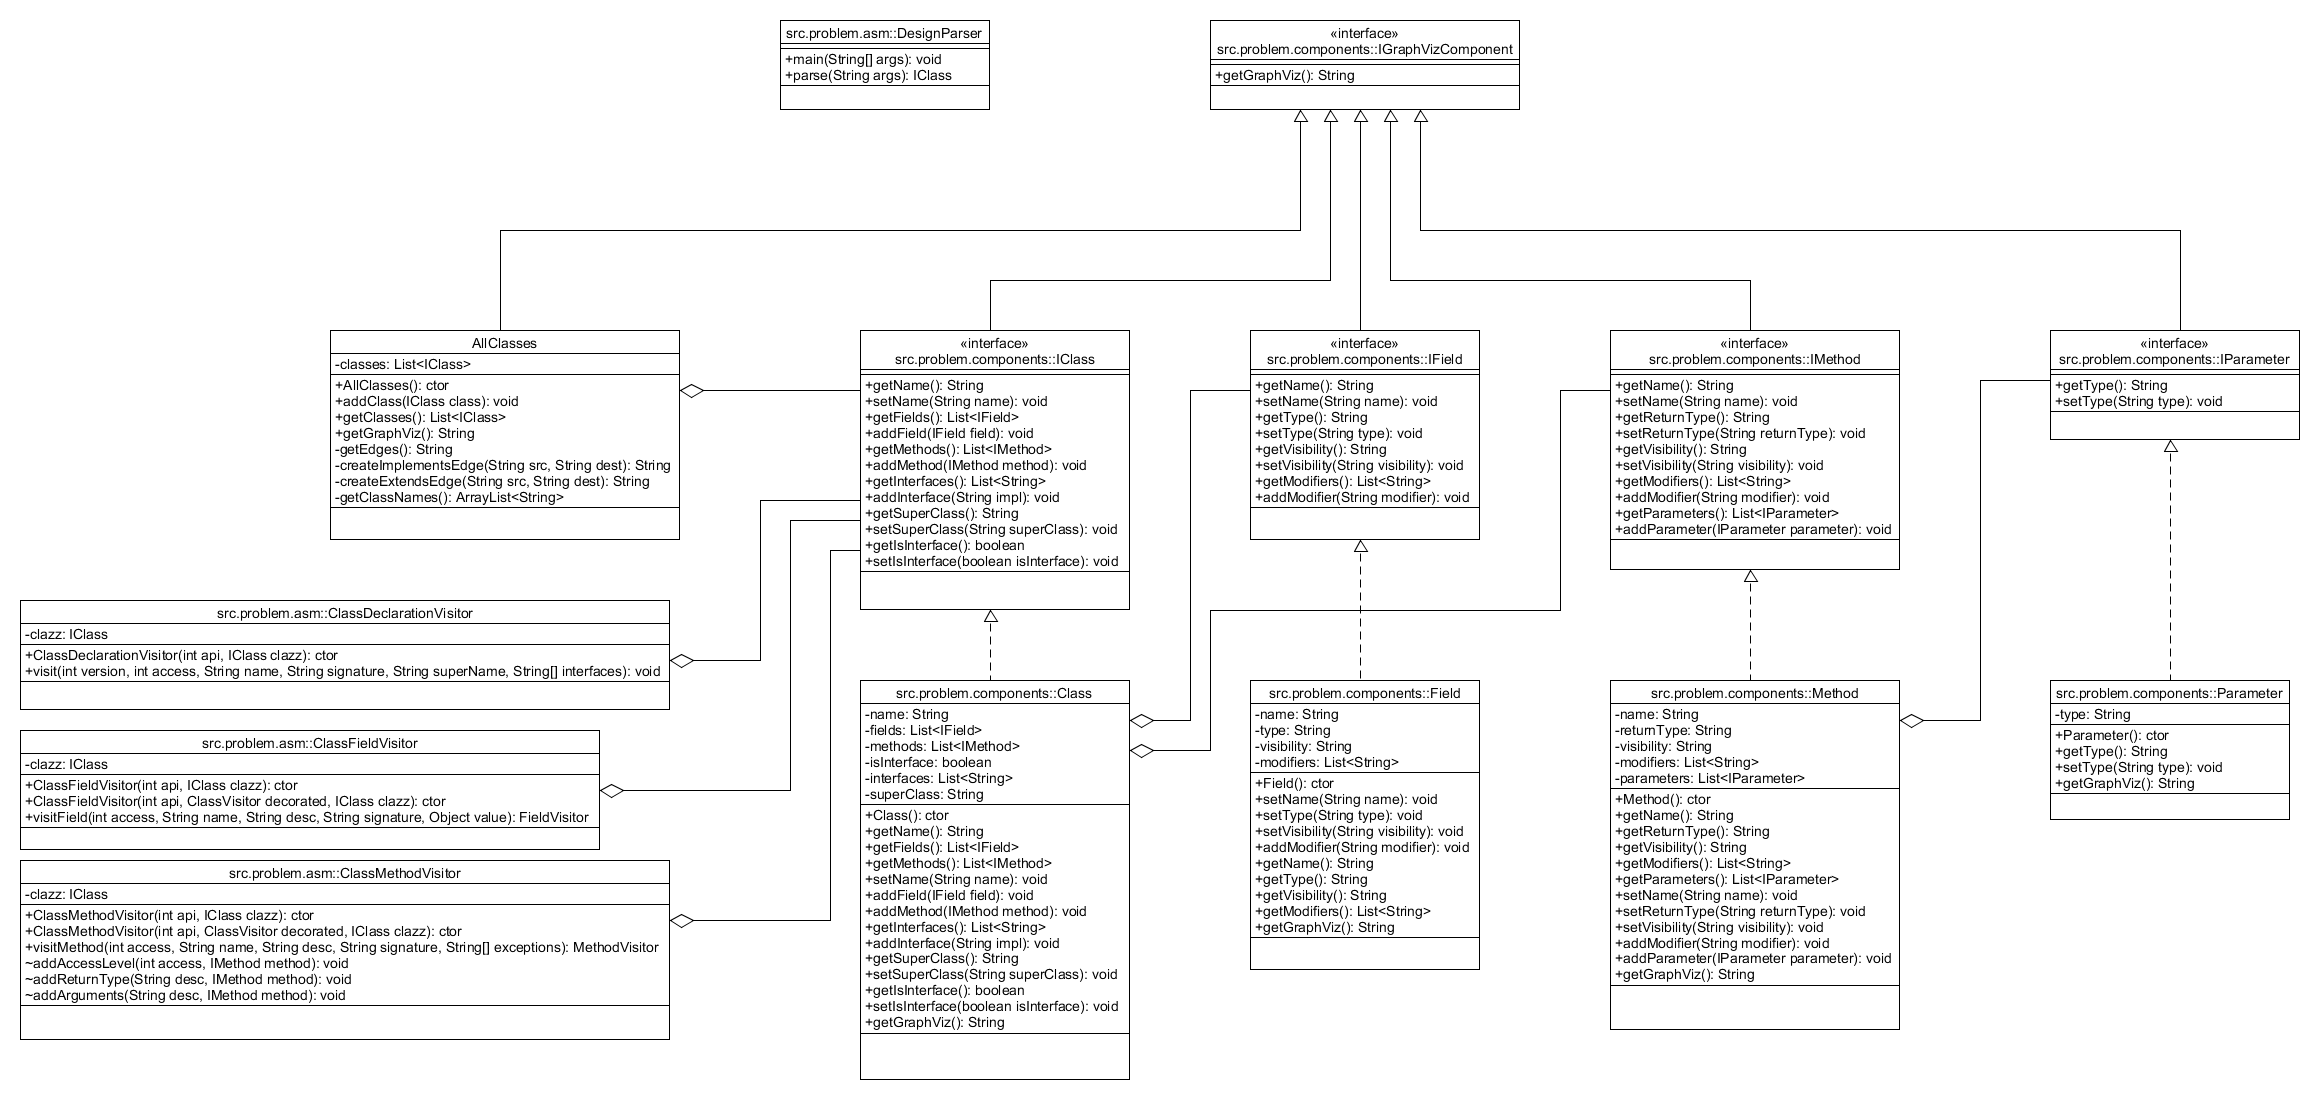 src.problem.asm::DesignParser
+main(String[] args): void
+parse(String args): IClass
«interface»
src.problem.components::IGraphVizComponent
+getGraphViz(): String
AllClasses
-classes: List<IClass>
+AllClasses(): ctor
+addClass(IClass class): void
+getClasses(): List<IClass>
+getGraphViz(): String
-getEdges(): String
-createImplementsEdge(String src, String dest): String
-createExtendsEdge(String src, String dest): String
-getClassNames(): ArrayList<String>
«interface»
src.problem.components::IClass
+getName(): String
+setName(String name): void
+getFields(): List<IField>
+addField(IField field): void
+getMethods(): List<IMethod>
+addMethod(IMethod method): void
+getInterfaces(): List<String>
+addInterface(String impl): void
+getSuperClass(): String
+setSuperClass(String superClass): void
+getIsInterface(): boolean
+setIsInterface(boolean isInterface): void
«interface»
src.problem.components::IField
+getName(): String
+setName(String name): void
+getType(): String
+setType(String type): void
+getVisibility(): String
+setVisibility(String visibility): void
+getModifiers(): List<String>
+addModifier(String modifier): void
«interface»
src.problem.components::IMethod
+getName(): String
+setName(String name): void
+getReturnType(): String
+setReturnType(String returnType): void
+getVisibility(): String
+setVisibility(String visibility): void
+getModifiers(): List<String>
+addModifier(String modifier): void
+getParameters(): List<IParameter>
+addParameter(IParameter parameter): void
«interface»
src.problem.components::IParameter
+getType(): String
+setType(String type): void
src.problem.asm::ClassDeclarationVisitor
-clazz: IClass
+ClassDeclarationVisitor(int api, IClass clazz): ctor
+visit(int version, int access, String name, String signature, String superName, String[] interfaces): void
src.problem.asm::ClassFieldVisitor
-clazz: IClass
+ClassFieldVisitor(int api, IClass clazz): ctor
+ClassFieldVisitor(int api, ClassVisitor decorated, IClass clazz): ctor
+visitField(int access, String name, String desc, String signature, Object value): FieldVisitor
src.problem.asm::ClassMethodVisitor
-clazz: IClass
+ClassMethodVisitor(int api, IClass clazz): ctor
+ClassMethodVisitor(int api, ClassVisitor decorated, IClass clazz): ctor
+visitMethod(int access, String name, String desc, String signature, String[] exceptions): MethodVisitor
~addAccessLevel(int access, IMethod method): void
~addReturnType(String desc, IMethod method): void
~addArguments(String desc, IMethod method): void
src.problem.components::Class
-name: String
-fields: List<IField>
-methods: List<IMethod>
-isInterface: boolean
-interfaces: List<String>
-superClass: String
+Class(): ctor
+getName(): String
+getFields(): List<IField>
+getMethods(): List<IMethod>
+setName(String name): void
+addField(IField field): void
+addMethod(IMethod method): void
+getInterfaces(): List<String>
+addInterface(String impl): void
+getSuperClass(): String
+setSuperClass(String superClass): void
+getIsInterface(): boolean
+setIsInterface(boolean isInterface): void
+getGraphViz(): String
src.problem.components::Field
-name: String
-type: String
-visibility: String
-modifiers: List<String>
+Field(): ctor
+setName(String name): void
+setType(String type): void
+setVisibility(String visibility): void
+addModifier(String modifier): void
+getName(): String
+getType(): String
+getVisibility(): String
+getModifiers(): List<String>
+getGraphViz(): String
src.problem.components::Method
-name: String
-returnType: String
-visibility: String
-modifiers: List<String>
-parameters: List<IParameter>
+Method(): ctor
+getName(): String
+getReturnType(): String
+getVisibility(): String
+getModifiers(): List<String>
+getParameters(): List<IParameter>
+setName(String name): void
+setReturnType(String returnType): void
+setVisibility(String visibility): void
+addModifier(String modifier): void
+addParameter(IParameter parameter): void
+getGraphViz(): String
src.problem.components::Parameter
-type: String
+Parameter(): ctor
+getType(): String
+setType(String type): void
+getGraphViz(): String